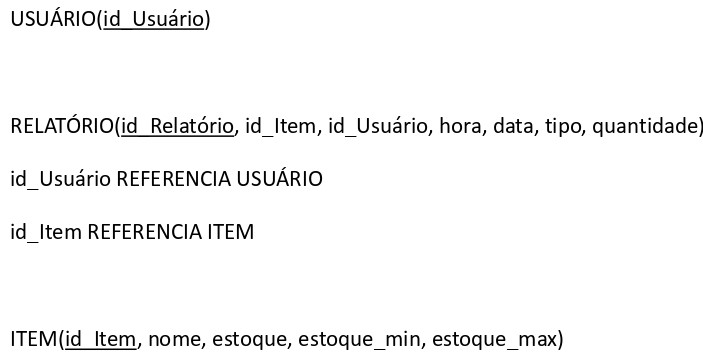 USUÁRIO(id_Usuário)
RELATÓRIO(id_Relatório, id_Item, id_Usuário, hora, data, tipo, quantidade)
id_Usuário REFERENCIA USUÁRIO
id_Item REFERENCIA ITEM
ITEM(id_Item, nome, estoque, estoque_min, estoque_max)